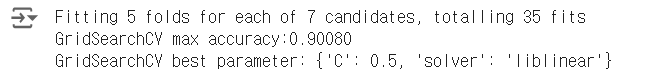 Fitting 5 folds for each of 7 candidates, totalling 35 fits
GridSearchCV max accuracy:0.90080
GridSearchCV best parameter: {'C': 0.5, 'solver': 'liblinear'}